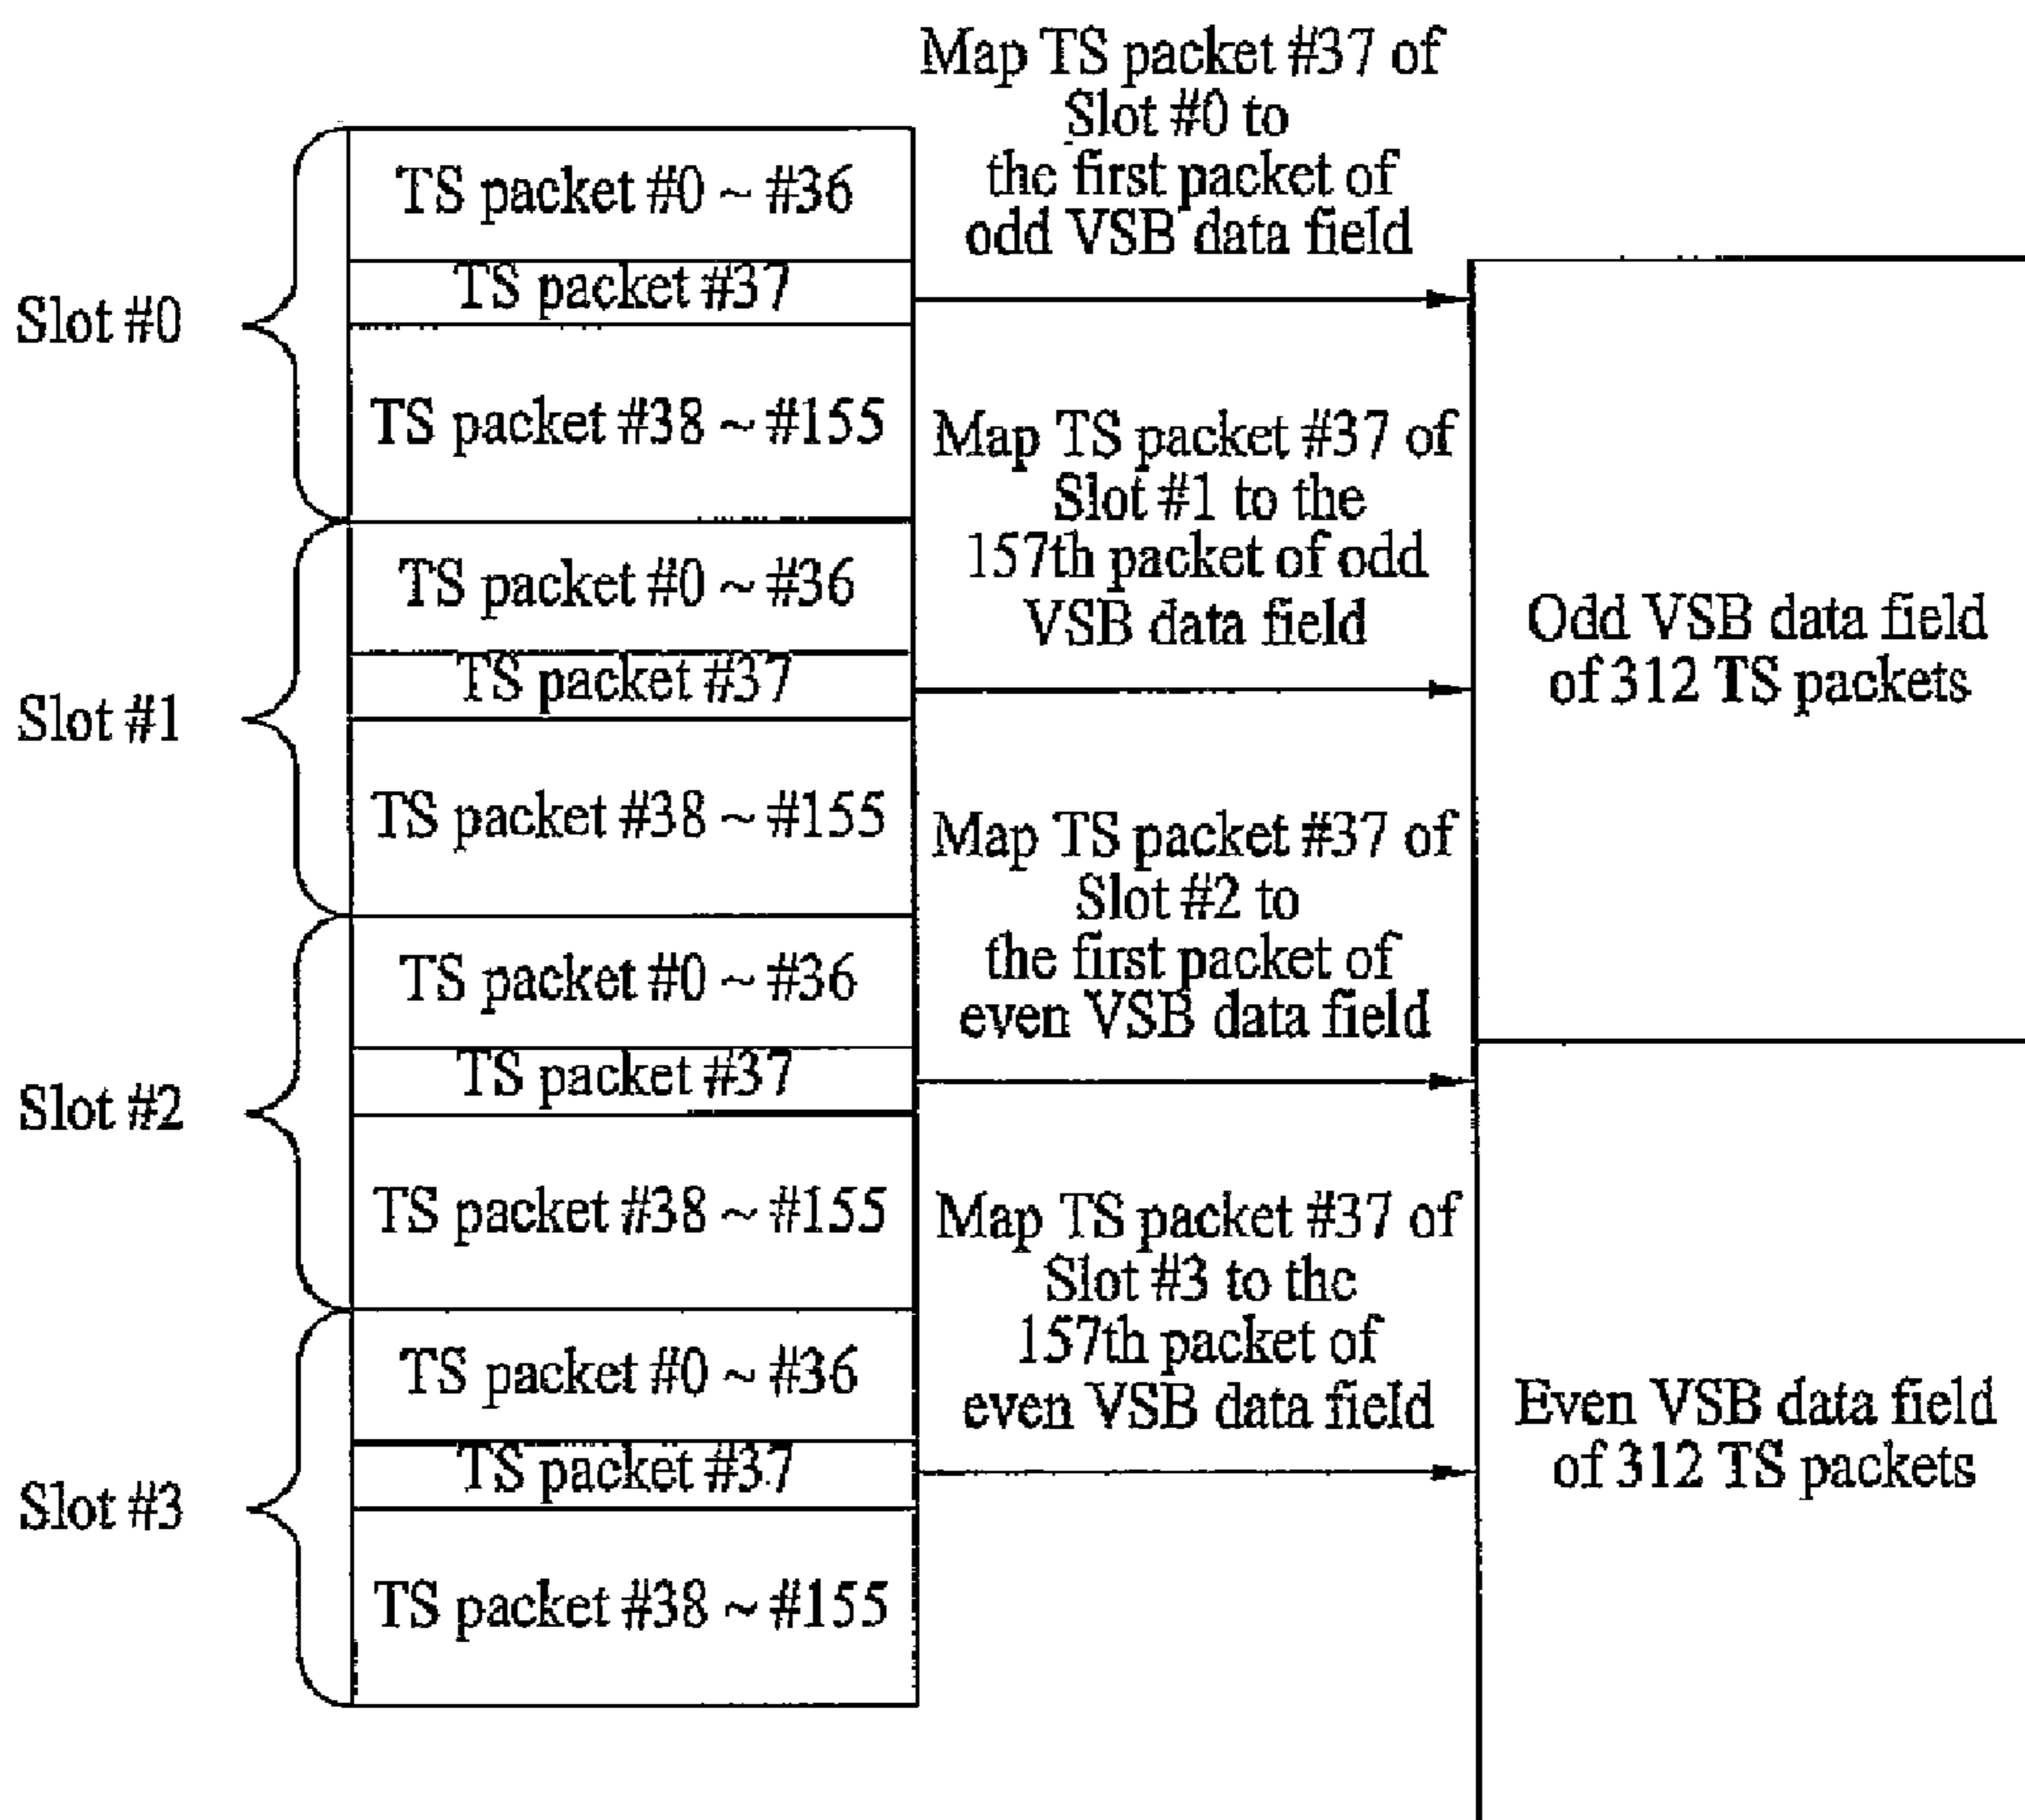 Map TS packet #37 of
Slot #0 to
the first packet of
odd VSB data field
Slot #0
TS packet #0 ~ #36
TS packet #37
TS packet #38 ~ #155
Map TS packet #37 of
Slot #1 to the
157th packet of odd
VSB data field
Slot #1
TS packet #0 ~ #36
TS packet #37
TS packet #38 ~ #155
Odd VSB data field
of 312 TS packets
Map TS packet #37 of
Slot #2 to
the first packet of
even VSB data field
Slot #2
TS packet #0 ~ #36
TS packet #37
TS packet #38 ~ #155
Map TS packet #37 of
Slot #3 to the
157th packet of
even VSB data field
Slot #3
TS packet #0 ~ #36
TS packet #37
TS packet #38 ~ #155
Even VSB data field
of 312 TS packets